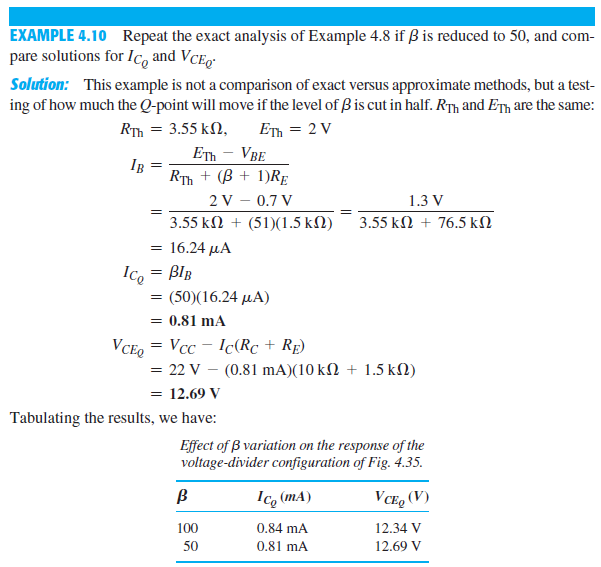 EXAMPLE 4.10 Repeat the exact analysis of Example 4.8 if β is reduced to 50, and com-
pare solutions for I_CQ and V_CEQ.
Solution: This example is not a comparison of exact versus approximate methods, but a test-
ing of how much the Q-point will move if the level of β is cut in half. R_Th and E_Th are the same:
R_Th = 3.55 kΩ, E_Th = 2 V
I_B = (E_Th − V_BE) / (R_Th + (β + 1)R_E)
= (2 V − 0.7 V) / (3.55 kΩ + (51)(1.5 kΩ)) = 1.3 V / (3.55 kΩ + 76.5 kΩ)
= 16.24 μA
I_CQ = βI_B
= (50)(16.24 μA)
= 0.81 mA
V_CEQ = V_CC − I_C(R_C + R_E)
= 22 V − (0.81 mA)(10 kΩ + 1.5 kΩ)
= 12.69 V
Tabulating the results, we have:
Effect of β variation on the response of the
voltage-divider configuration of Fig. 4.35.
β I_CQ (mA) V_CEQ (V)
100 0.84 mA 12.34 V
50 0.81 mA 12.69 V